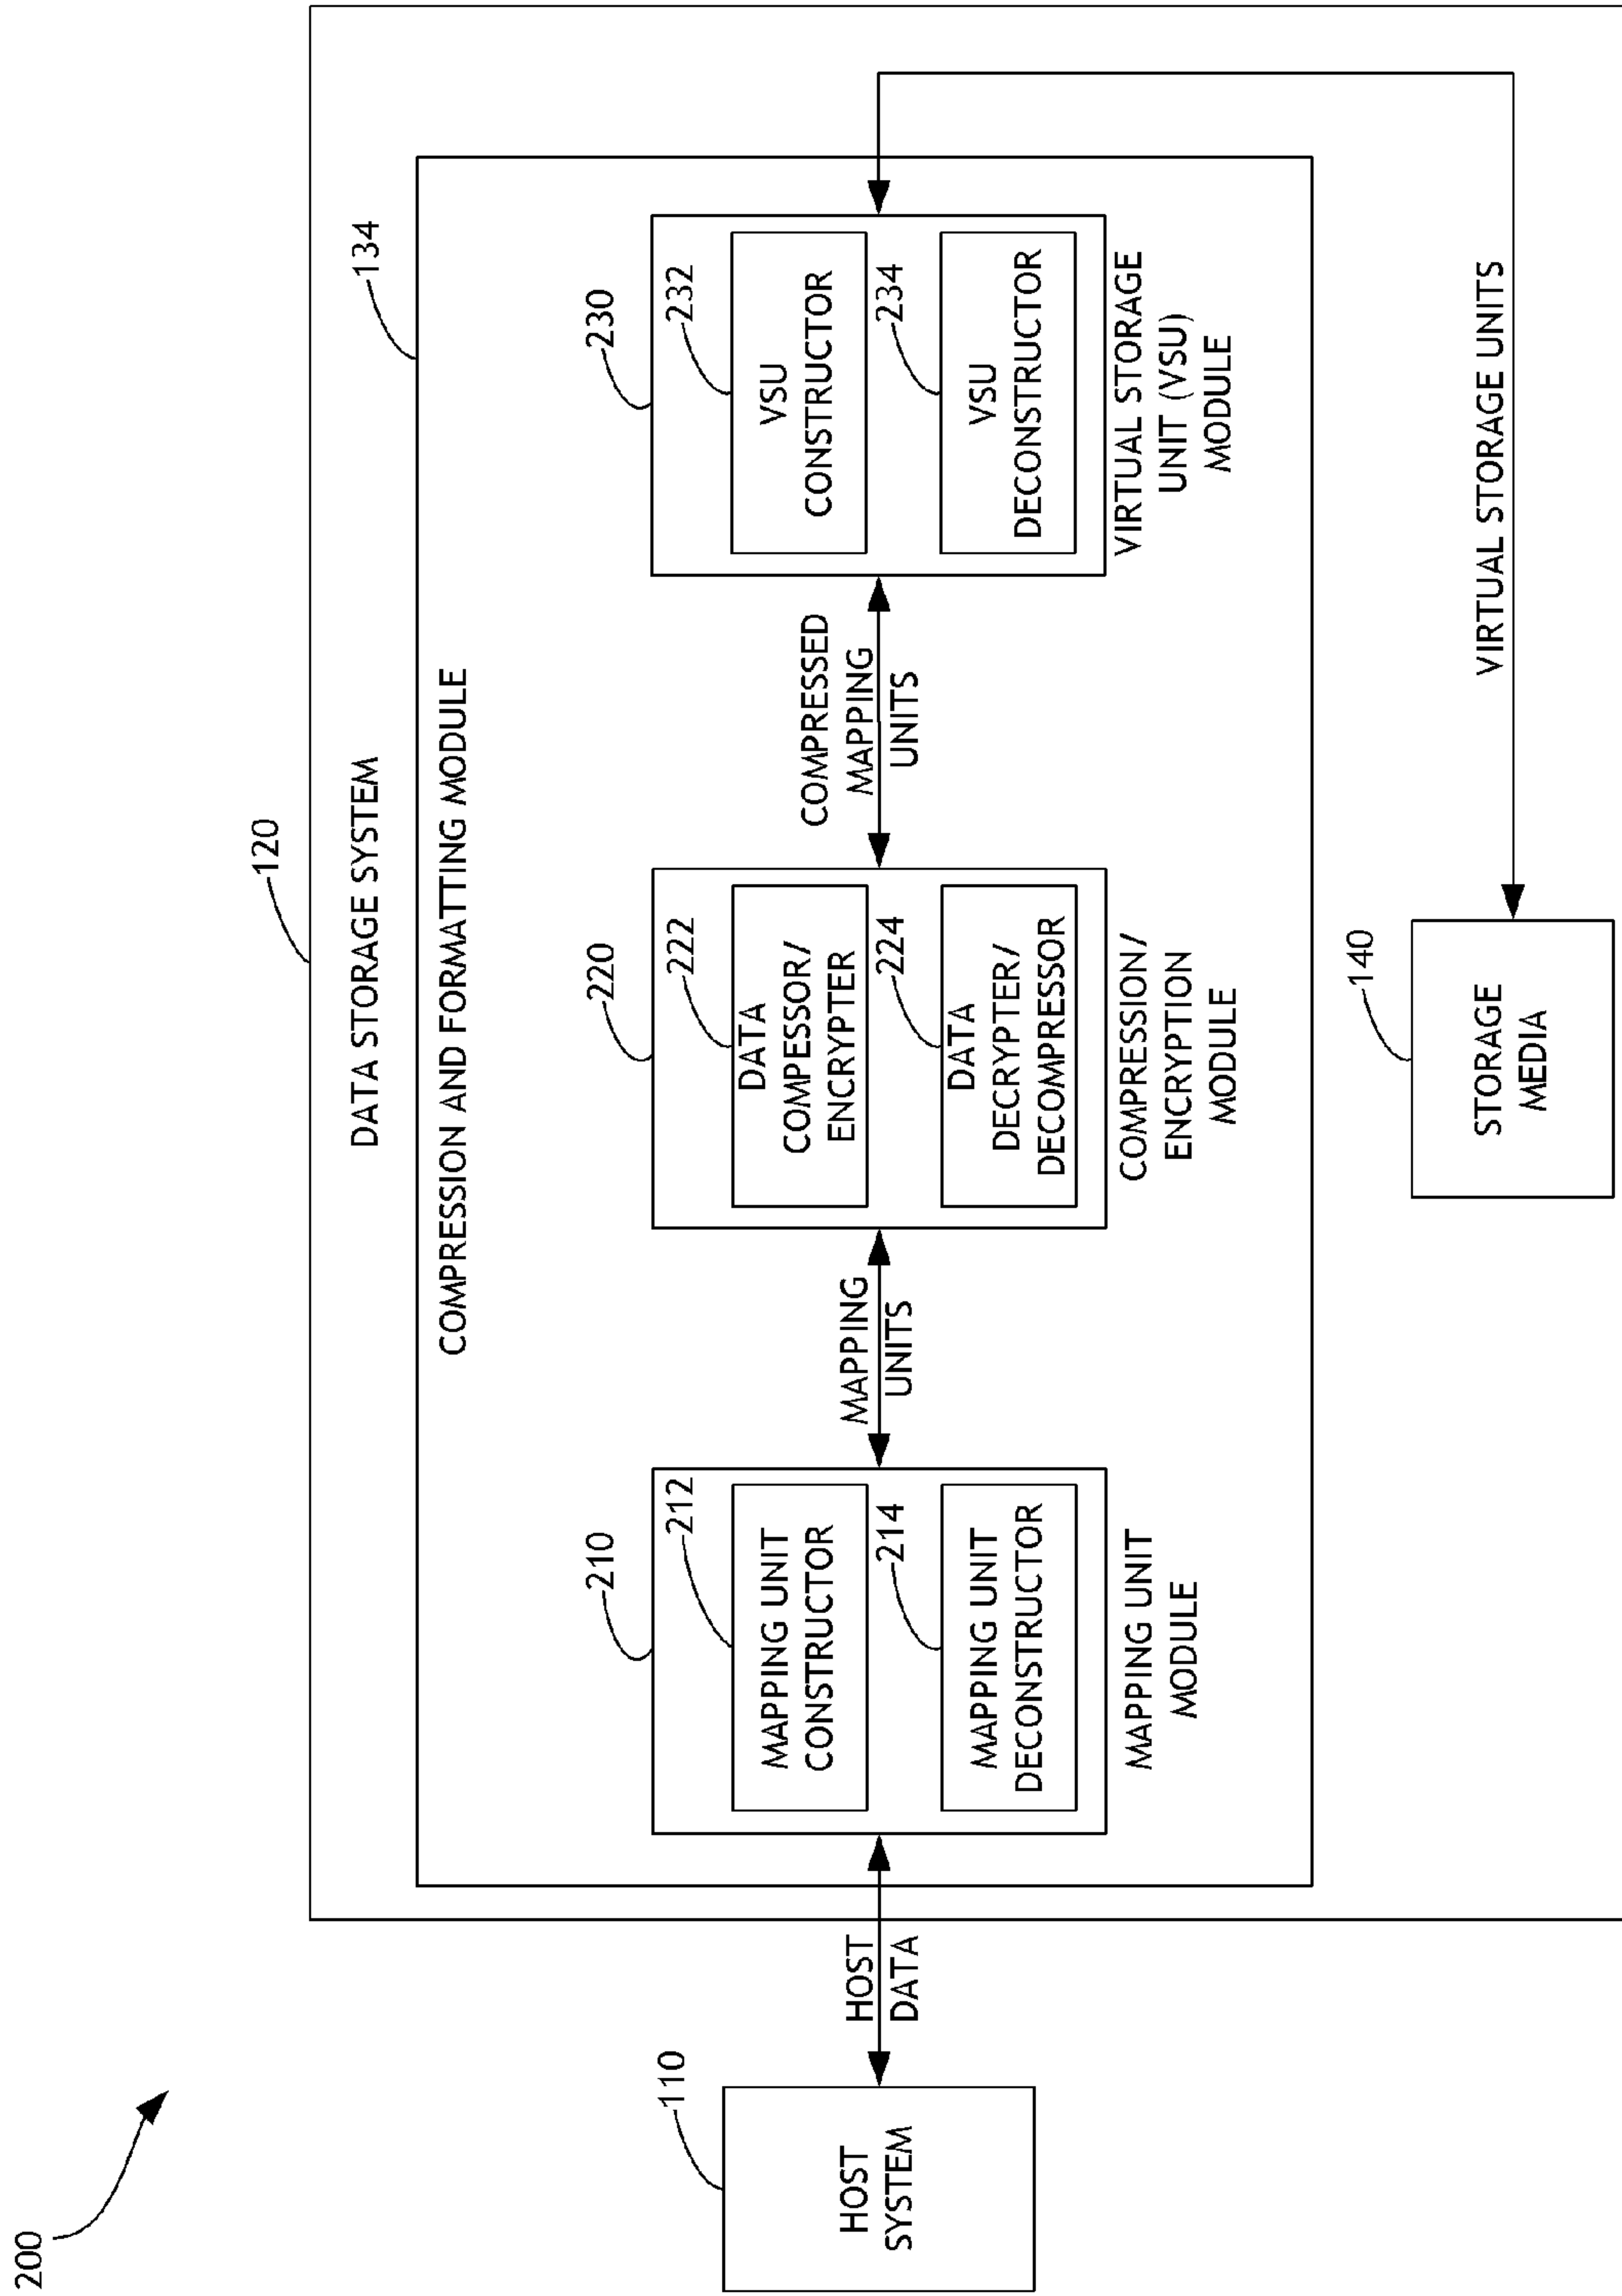 200
120
DATA STORAGE SYSTEM
134
COMPRESSION AND FORMATTING MODULE
110
HOST
SYSTEM
HOST
DATA
210
212
MAPPING UNIT
CONSTRUCTOR
214
MAPPING UNIT
DECONSTRUCTOR
MAPPING UNIT
MODULE
MAPPING
UNITS
220
222
DATA
COMPESSOR/
ENCRYPTER
224
DATA
DECRYPTER/
DECOMPRESSOR
COMPRESSION/
ENCRYPTION
MODULE
COMPRESSED
MAPPING
UNITS
230
232
VSU
CONSTRUCTOR
234
VSU
DECONSTRUCTOR
VIRTUAL STORAGE
UNIT (VSU)
MODULE
140
STORAGE
MEDIA
VIRTUAL STORAGE UNITS